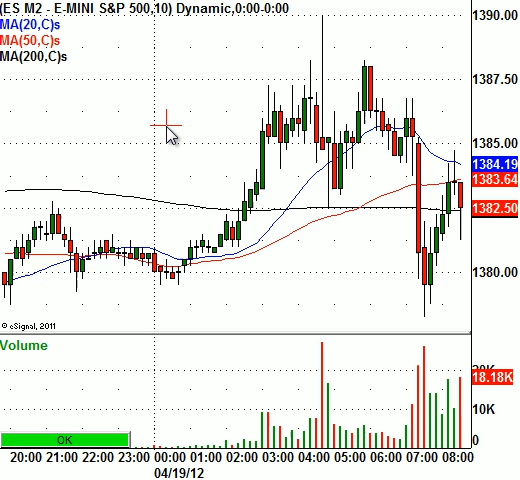 (ES M2 - E-MINI S&P 500,10) Dynamic,0:00-0:00
MA(20,C)s
MA(50,C)s
MA(200,C)s
1390.00
1387.50
1385.00
1384.19
1383.64
1382.50
1380.00
© eSignal, 2011
Volume
20K
18.18K
10K
0
OK
20:00 21:00 22:00 23:00 00:00 01:00 02:00 03:00 04:00 05:00 06:00 07:00 08:00
04/19/12